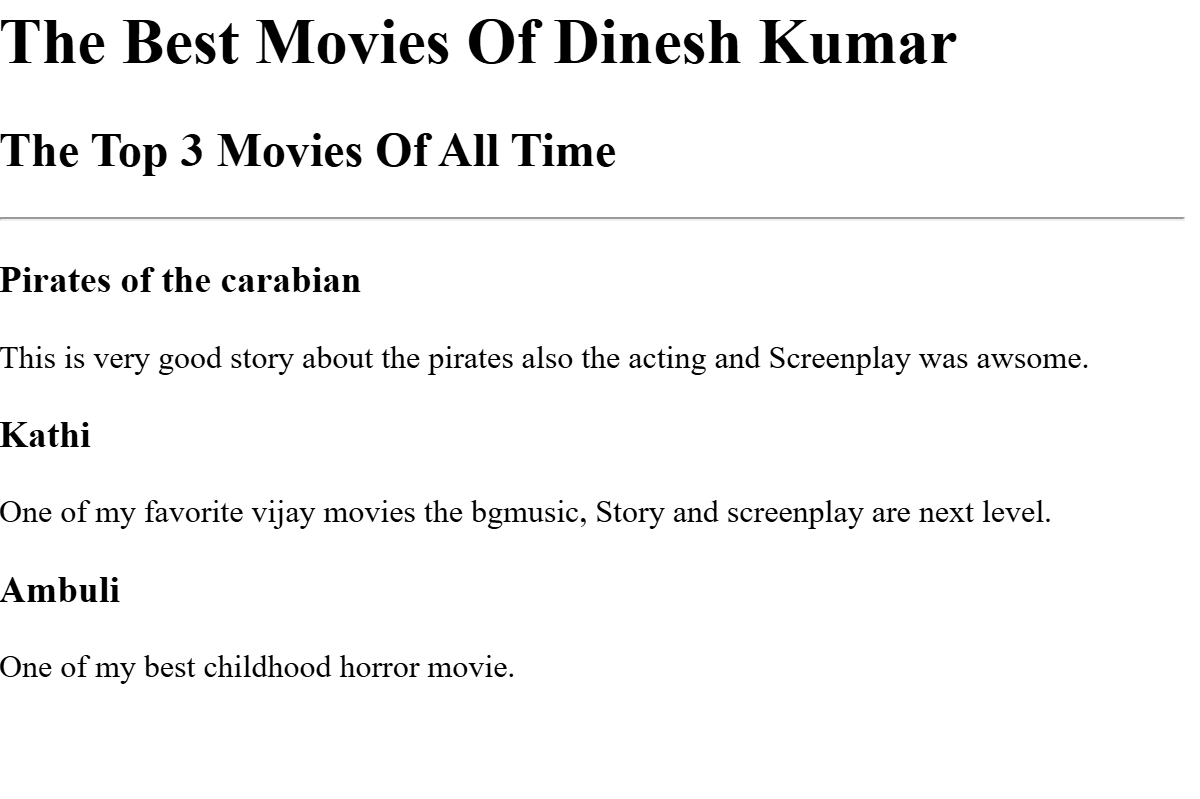 The Best Movies Of Dinesh Kumar
The Top 3 Movies Of All Time
Pirates of the carabian
This is very good story about the pirates also the acting and Screenplay was awsome.
Kathi
One of my favorite vijay movies the bgmusic, Story and screenplay are next level.
Ambuli
One of my best childhood horror movie.